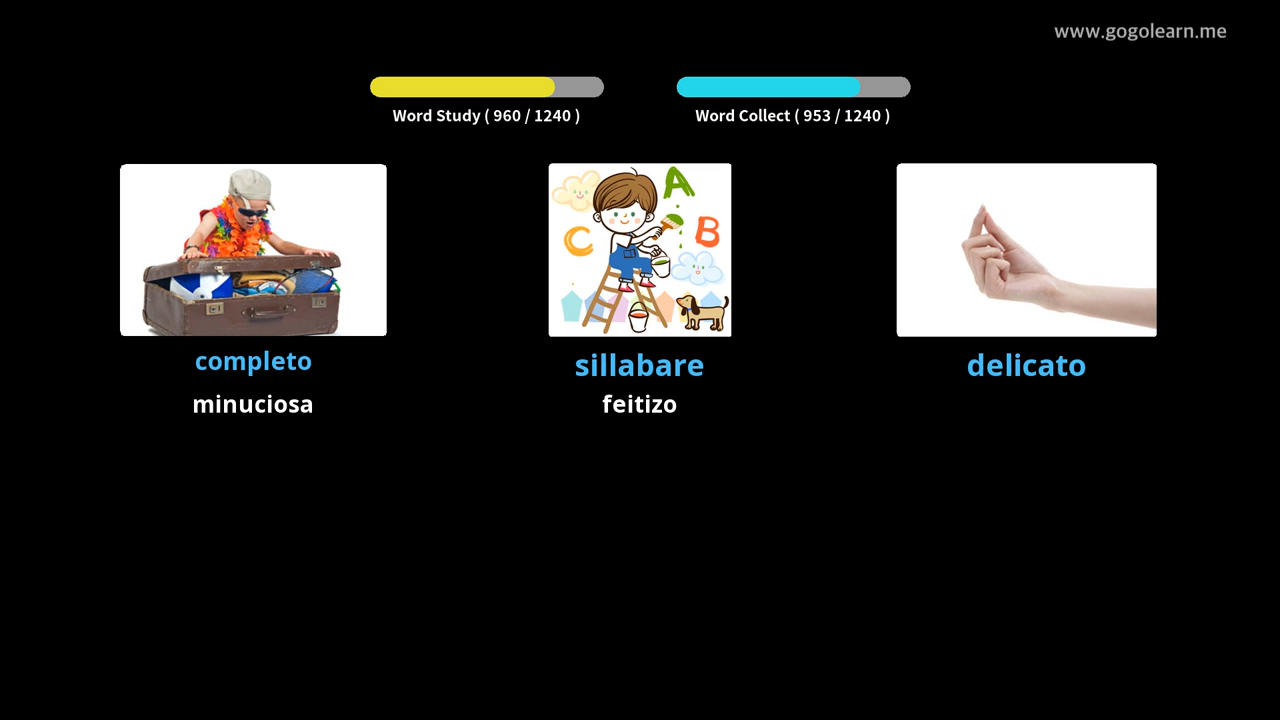 www.gogolearn.me
Word Study ( 960 / 1240 )
Word Collect ( 953 / 1240 )
A
B
C
completo
sillabare
delicato
minuciosa
feitizo